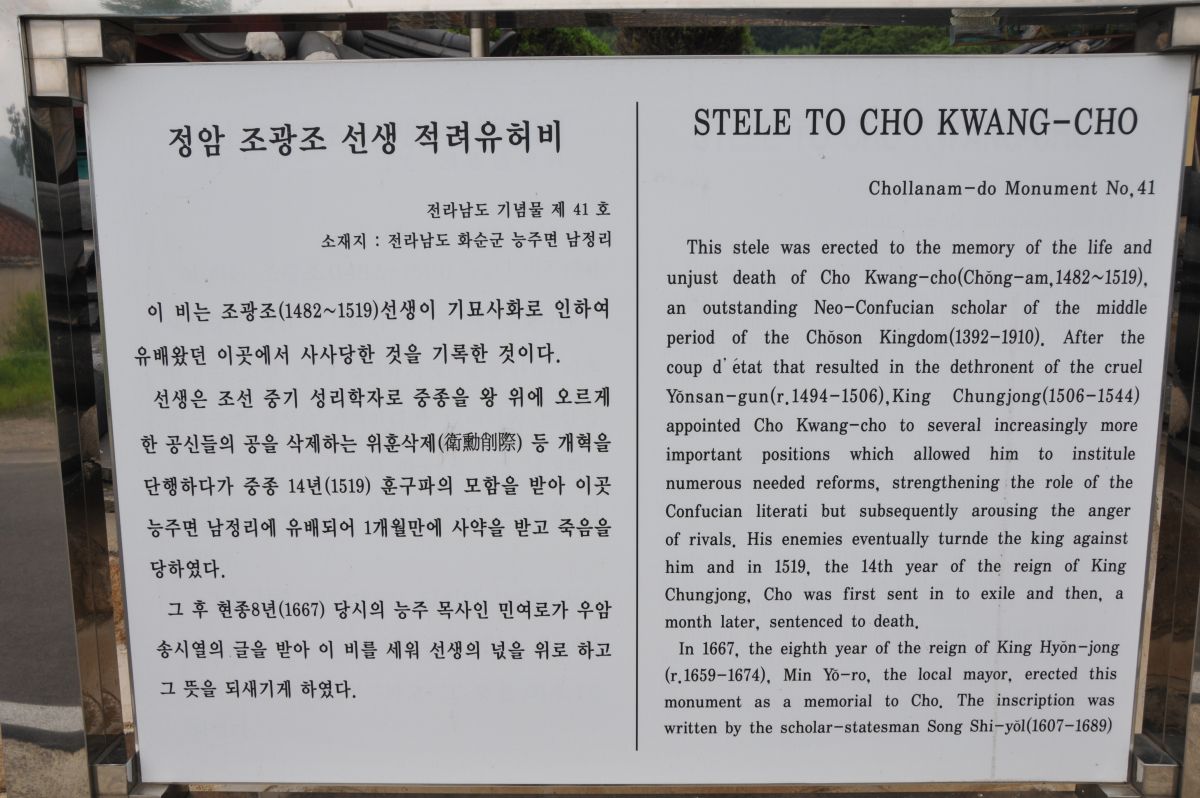 정암 조광조 선생 적려유허비
전라남도 기념물 제 41 호
소재지 : 전라남도 화순군 능주면 남정리
이 비는 조광조(1482~1519)선생이 기묘사화로 인하여
유배왔던 이곳에서 사사당한 것을 기록한 것이다.
선생은 조선 중기 성리학자로 중종을 왕 위에 오르게
한 공신들의 공을 삭제하는 위훈삭제(衛勳削際) 등 개혁을
단행하다가 중종 14년(1519) 훈구파의 모함을 받아 이곳
능주면 남정리에 유배되어 1개월만에 사약을 받고 죽음을
당하였다.
그 후 현종8년(1667) 당시의 능주 목사인 민여로가 우암
송시열의 글을 받아 이 비를 세워 선생의 넋을 위로 하고
그 뜻을 되새기게 하였다.
STELE TO CHO KWANG-CHO
Chollanam-do Monument No.41
This stele was erected to the memory of the life and
unjust death of Cho Kwang-cho(Chŏng-am,1482~1519),
an outstanding Neo-Confucian scholar of the middle
period of the Chŏson Kingdom(1392-1910). After the
coup d'état that resulted in the dethronent of the cruel
Yŏnsan-gun(r.1494-1506),King Chungjong(1506-1544)
appointed Cho Kwang-cho to several increasingly more
important positions which allowed him to institule
numerous needed reforms, strengthening the role of the
Confucian literati but subsequently arousing the anger
of rivals. His enemies eventually turnde the king against
him and in 1519, the 14th year of the reign of King
Chungjong, Cho was first sent in to exile and then, a
month later, sentenced to death.
In 1667, the eighth year of the reign of King Hyŏn-jong
(r.1659-1674), Min Yŏ-ro, the local mayor, erected this
monument as a memorial to Cho. The inscription was
written by the scholar-statesman Song Shi-yŏl(1607-1689)